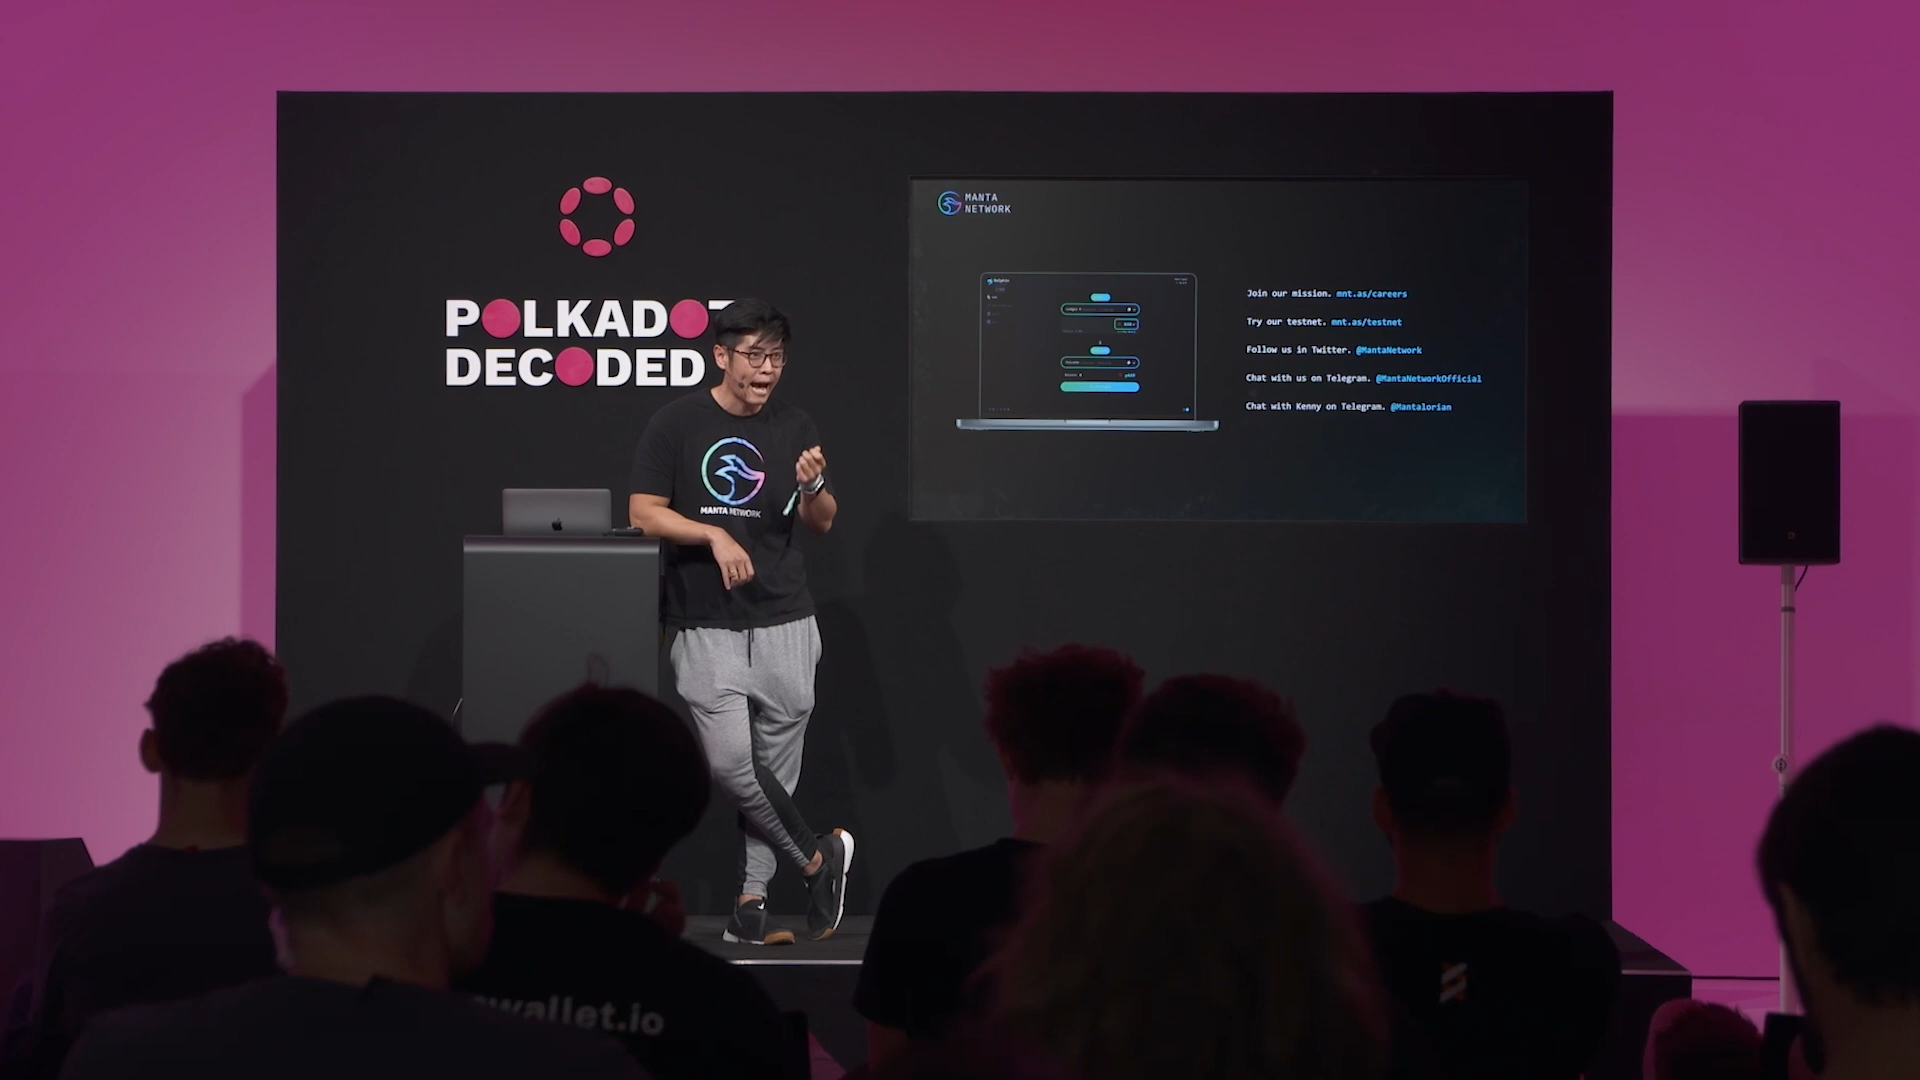 POLKADOT
DECODED
MANTA
NETWORK
Join our mission. mnt.as/careers
Try our testnet. mnt.as/testnet
Follow us in Twitter. @MantaNetwork
Chat with us on Telegram. @MantaNetworkOfficial
Chat with Kenny on Telegram. @Mantalorian
MANTA NETWORK
wallet.io